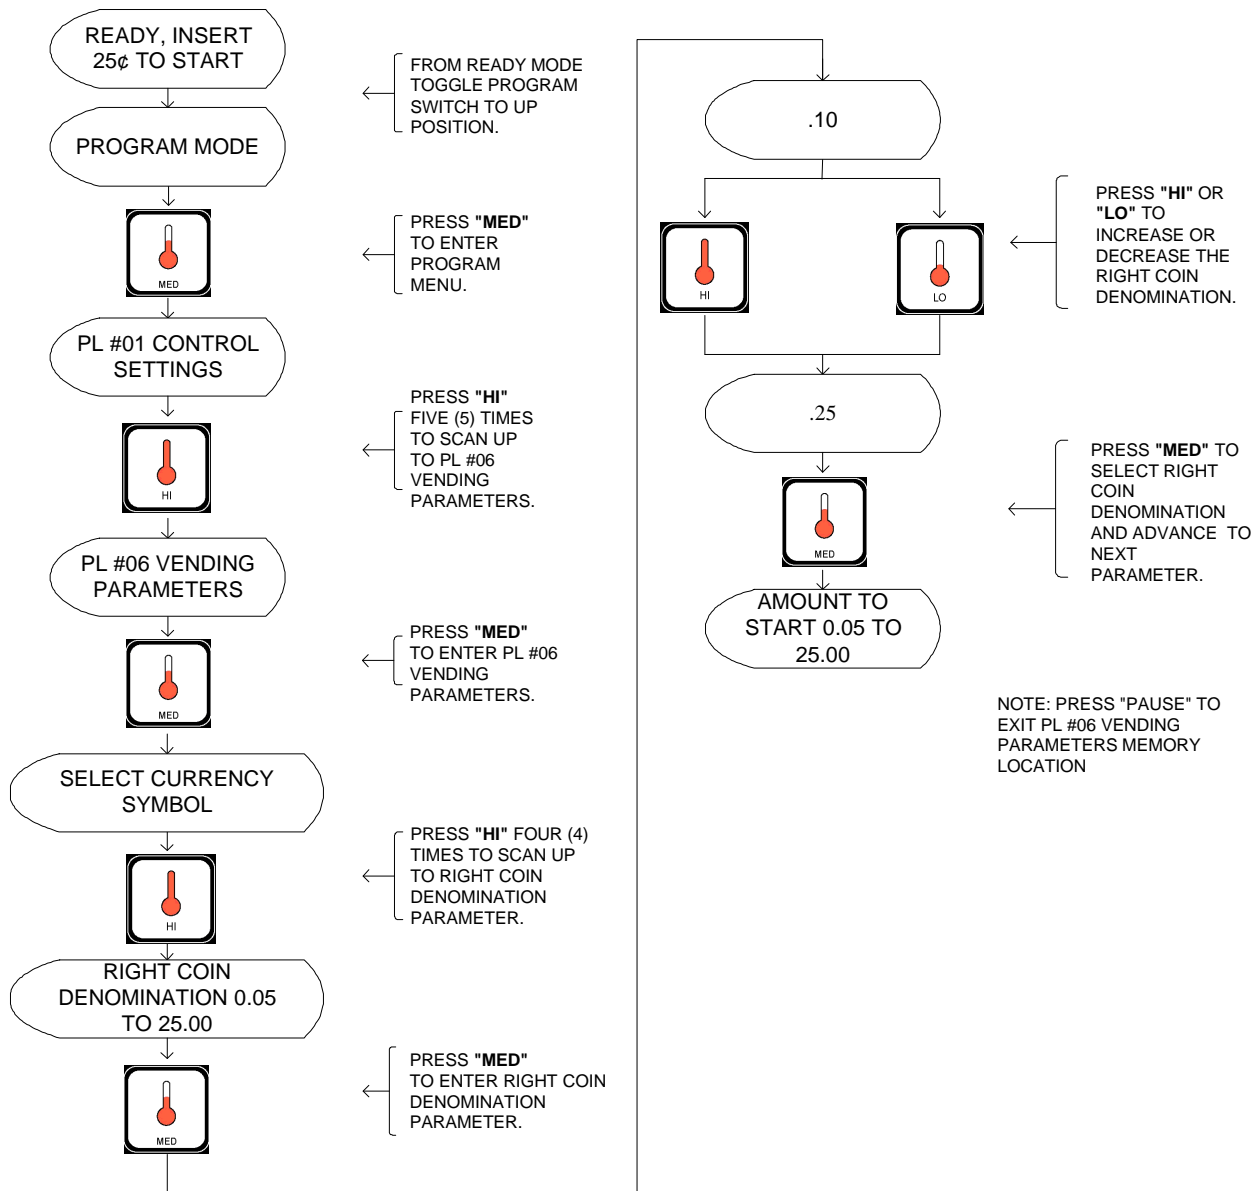 READY, INSERT
25¢ TO START
FROM READY MODE
TOGGLE PROGRAM
SWITCH TO UP
POSITION.
PROGRAM MODE
MED
PRESS "MED"
TO ENTER
PROGRAM
MENU.
PL #01 CONTROL
SETTINGS
HI
PRESS "HI"
FIVE (5) TIMES
TO SCAN UP
TO PL #06
VENDING
PARAMETERS.
PL #06 VENDING
PARAMETERS
MED
PRESS "MED"
TO ENTER PL #06
VENDING
PARAMETERS.
SELECT CURRENCY
SYMBOL
HI
PRESS "HI" FOUR (4)
TIMES TO SCAN UP
TO RIGHT COIN
DENOMINATION
PARAMETER.
RIGHT COIN
DENOMINATION 0.05
TO 25.00
MED
PRESS "MED"
TO ENTER RIGHT COIN
DENOMINATION
PARAMETER.
.10
HI
LO
PRESS "HI" OR
"LO" TO
INCREASE OR
DECREASE THE
RIGHT COIN
DENOMINATION.
.25
MED
PRESS "MED" TO
SELECT RIGHT
COIN
DENOMINATION
AND ADVANCE TO
NEXT
PARAMETER.
AMOUNT TO
START 0.05 TO
25.00
NOTE: PRESS "PAUSE" TO
EXIT PL #06 VENDING
PARAMETERS MEMORY
LOCATION